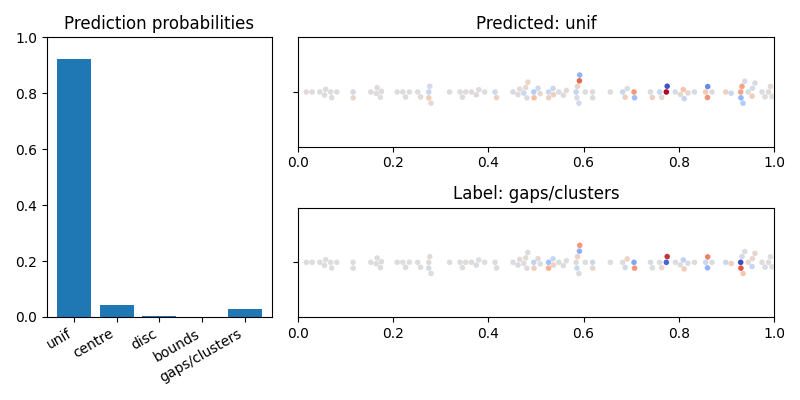 Prediction probabilities
1.0
0.8
0.6
0.4
0.2
0.0
unif
centre
disc
bounds
gaps/clusters
Predicted: unif
0.0 0.2 0.4 0.6 0.8 1.0
Label: gaps/clusters
0.0 0.2 0.4 0.6 0.8 1.0